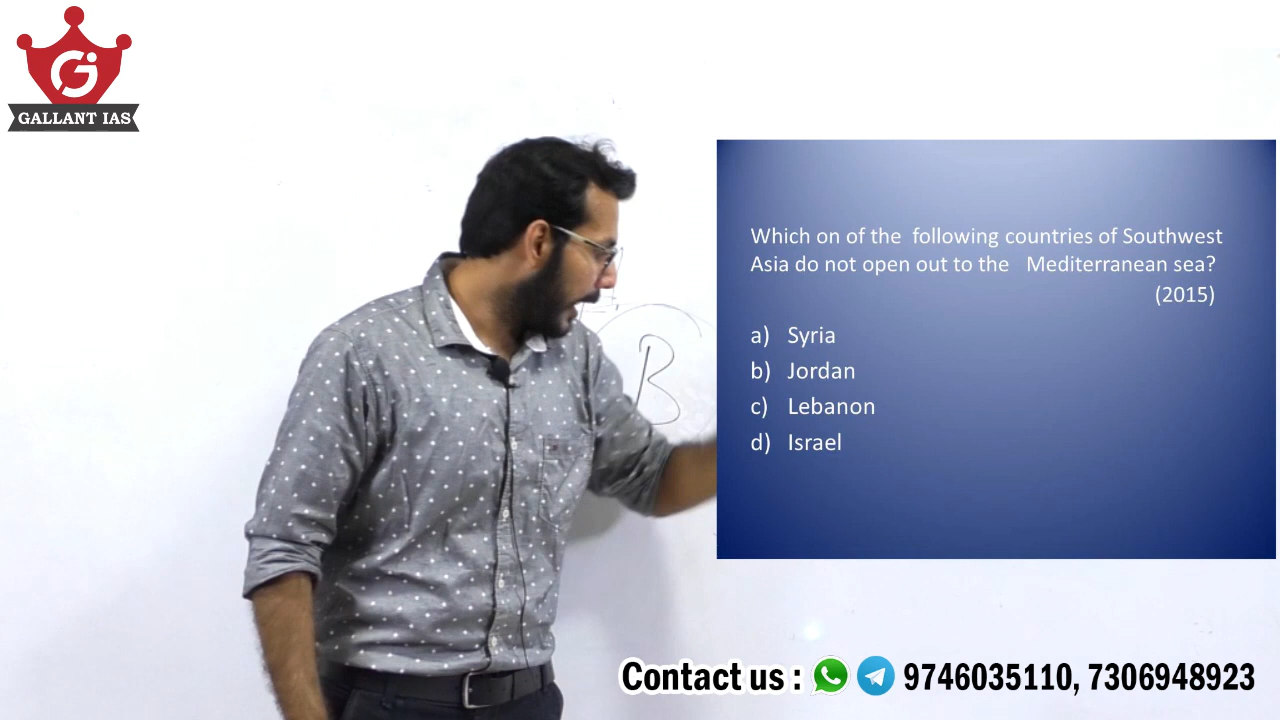 GALLANT IAS
Which on of the following countries of Southwest
Asia do not open out to the Mediterranean sea?
(2015)
a) Syria
b) Jordan
c) Lebanon
d) Israel
B
Contact us : 9746035110, 7306948923